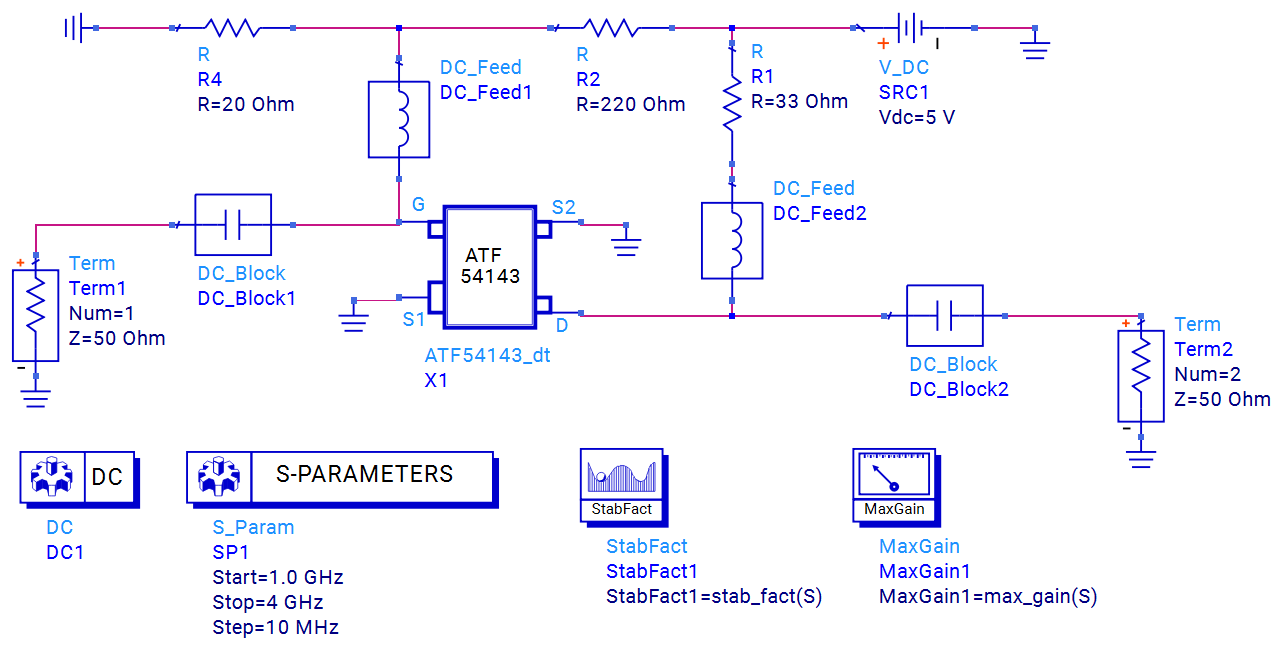 R
R4
R=20 Ohm
DC_Feed
DC_Feed1
R
R2
R=220 Ohm
R
R1
R=33 Ohm
+
V_DC
SRC1
Vdc=5 V
DC_Feed
DC_Feed2
G
S2
ATF
54143
S1
D
ATF54143_dt
X1
DC_Block
DC_Block1
+
Term
Term1
Num=1
Z=50 Ohm
-
DC_Block
DC_Block2
+
Term
Term2
Num=2
Z=50 Ohm
-
DC
DC
DC1
S-PARAMETERS
S_Param
SP1
Start=1.0 GHz
Stop=4 GHz
Step=10 MHz
StabFact
StabFact
StabFact1
StabFact1=stab_fact(S)
MaxGain
MaxGain
MaxGain1
MaxGain1=max_gain(S)